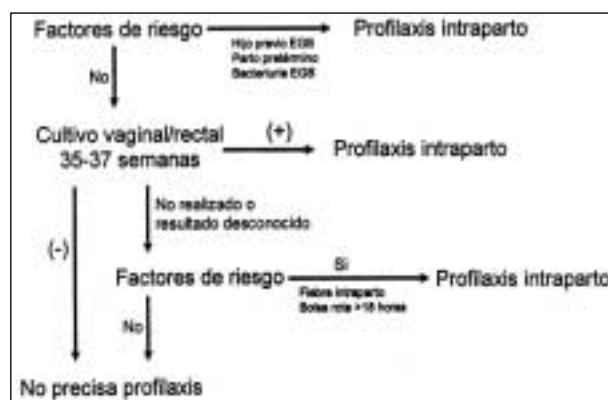 Factores de riesgo
Profilaxis intraparto
Hijo previo EGB
Parto pretérmino
Bacteriuria EGB
No
Cultivo vaginal/rectal
35-37 semanas
(+)
Profilaxis intraparto
No realizado o
resultado desconocido
(-)
Factores de riesgo
Si
Profilaxis intraparto
Fiebre intraparto
Bolsa rota >18 horas
No
No precisa profilaxis